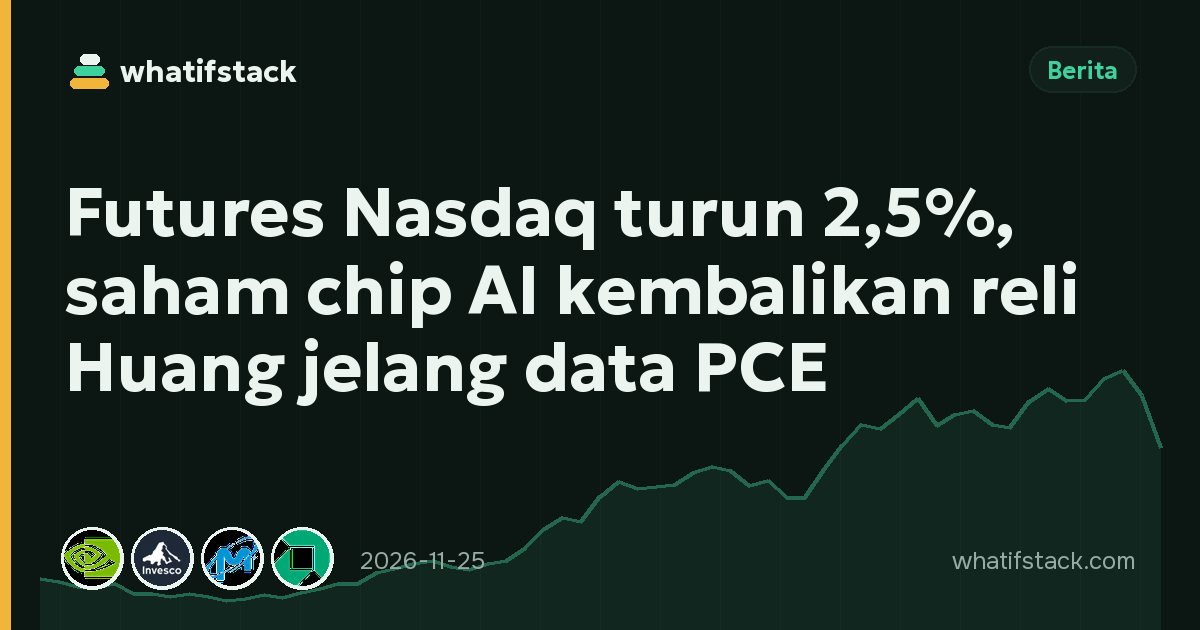 whatifstack
Berita
Futures Nasdaq turun 2,5%,
saham chip AI kembalikan reli
Huang jelang data PCE
Invesco
2026-11-25
whatifstack.com